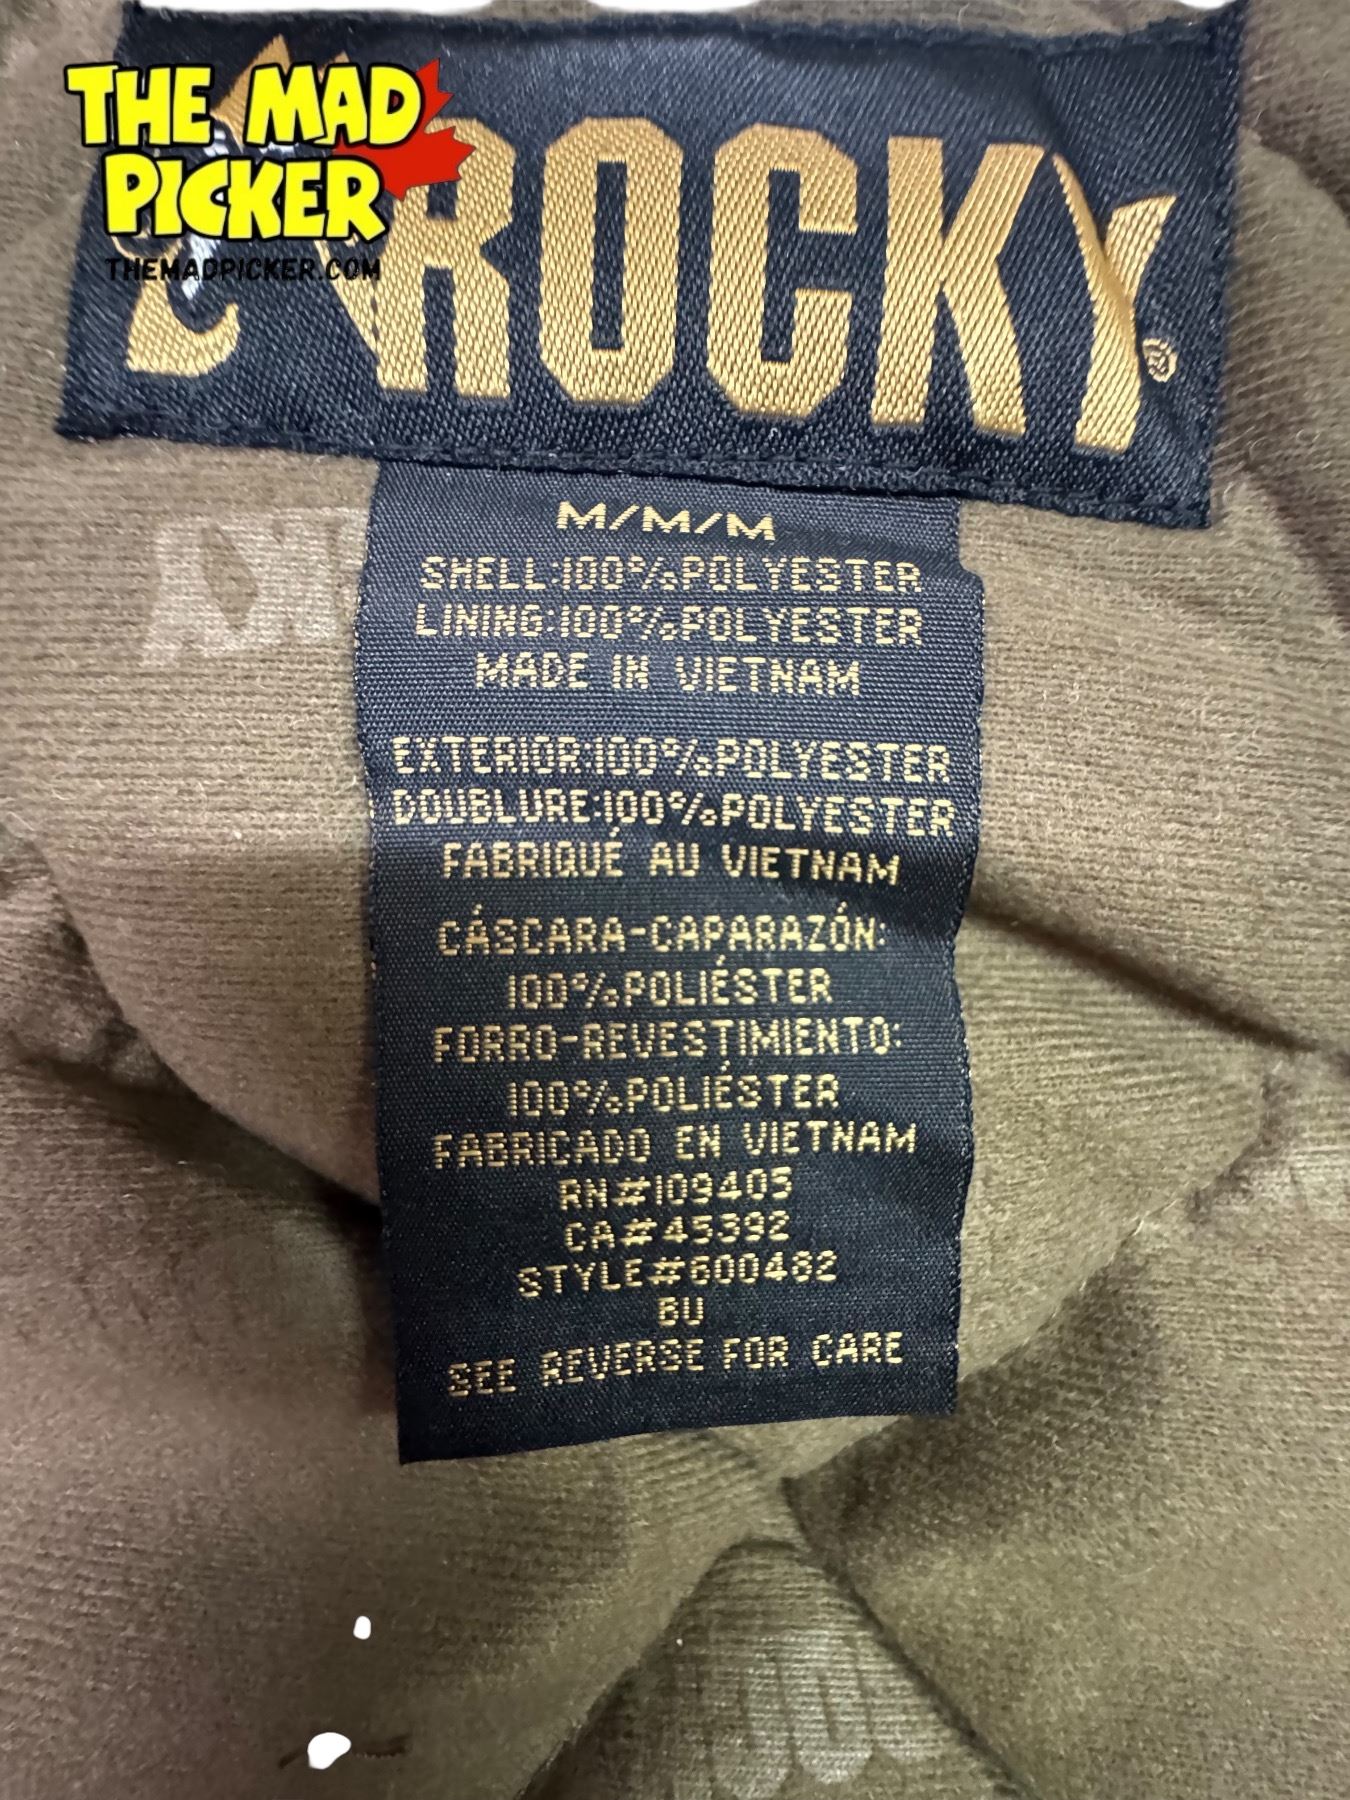 THE MAD
PICKER
THEMADPICKER.COM
ROCKY®
M/M/M
SHELL:100%POLYESTER
LINING:100%POLYESTER
MADE IN VIETNAM
EXTERIOR:100%POLYESTER
DOUBLURE:100%POLYESTER
FABRIQUÉ AU VIETNAM
CÁSCARA-CAPARAZÓN:
100%POLIÉSTER
FORRO-REVESTIMIENTO:
100%POLIÉSTER
FABRICADO EN VIETNAM
RN#109405
CA#45392
STYLE#600482
BU
SEE REVERSE FOR CARE